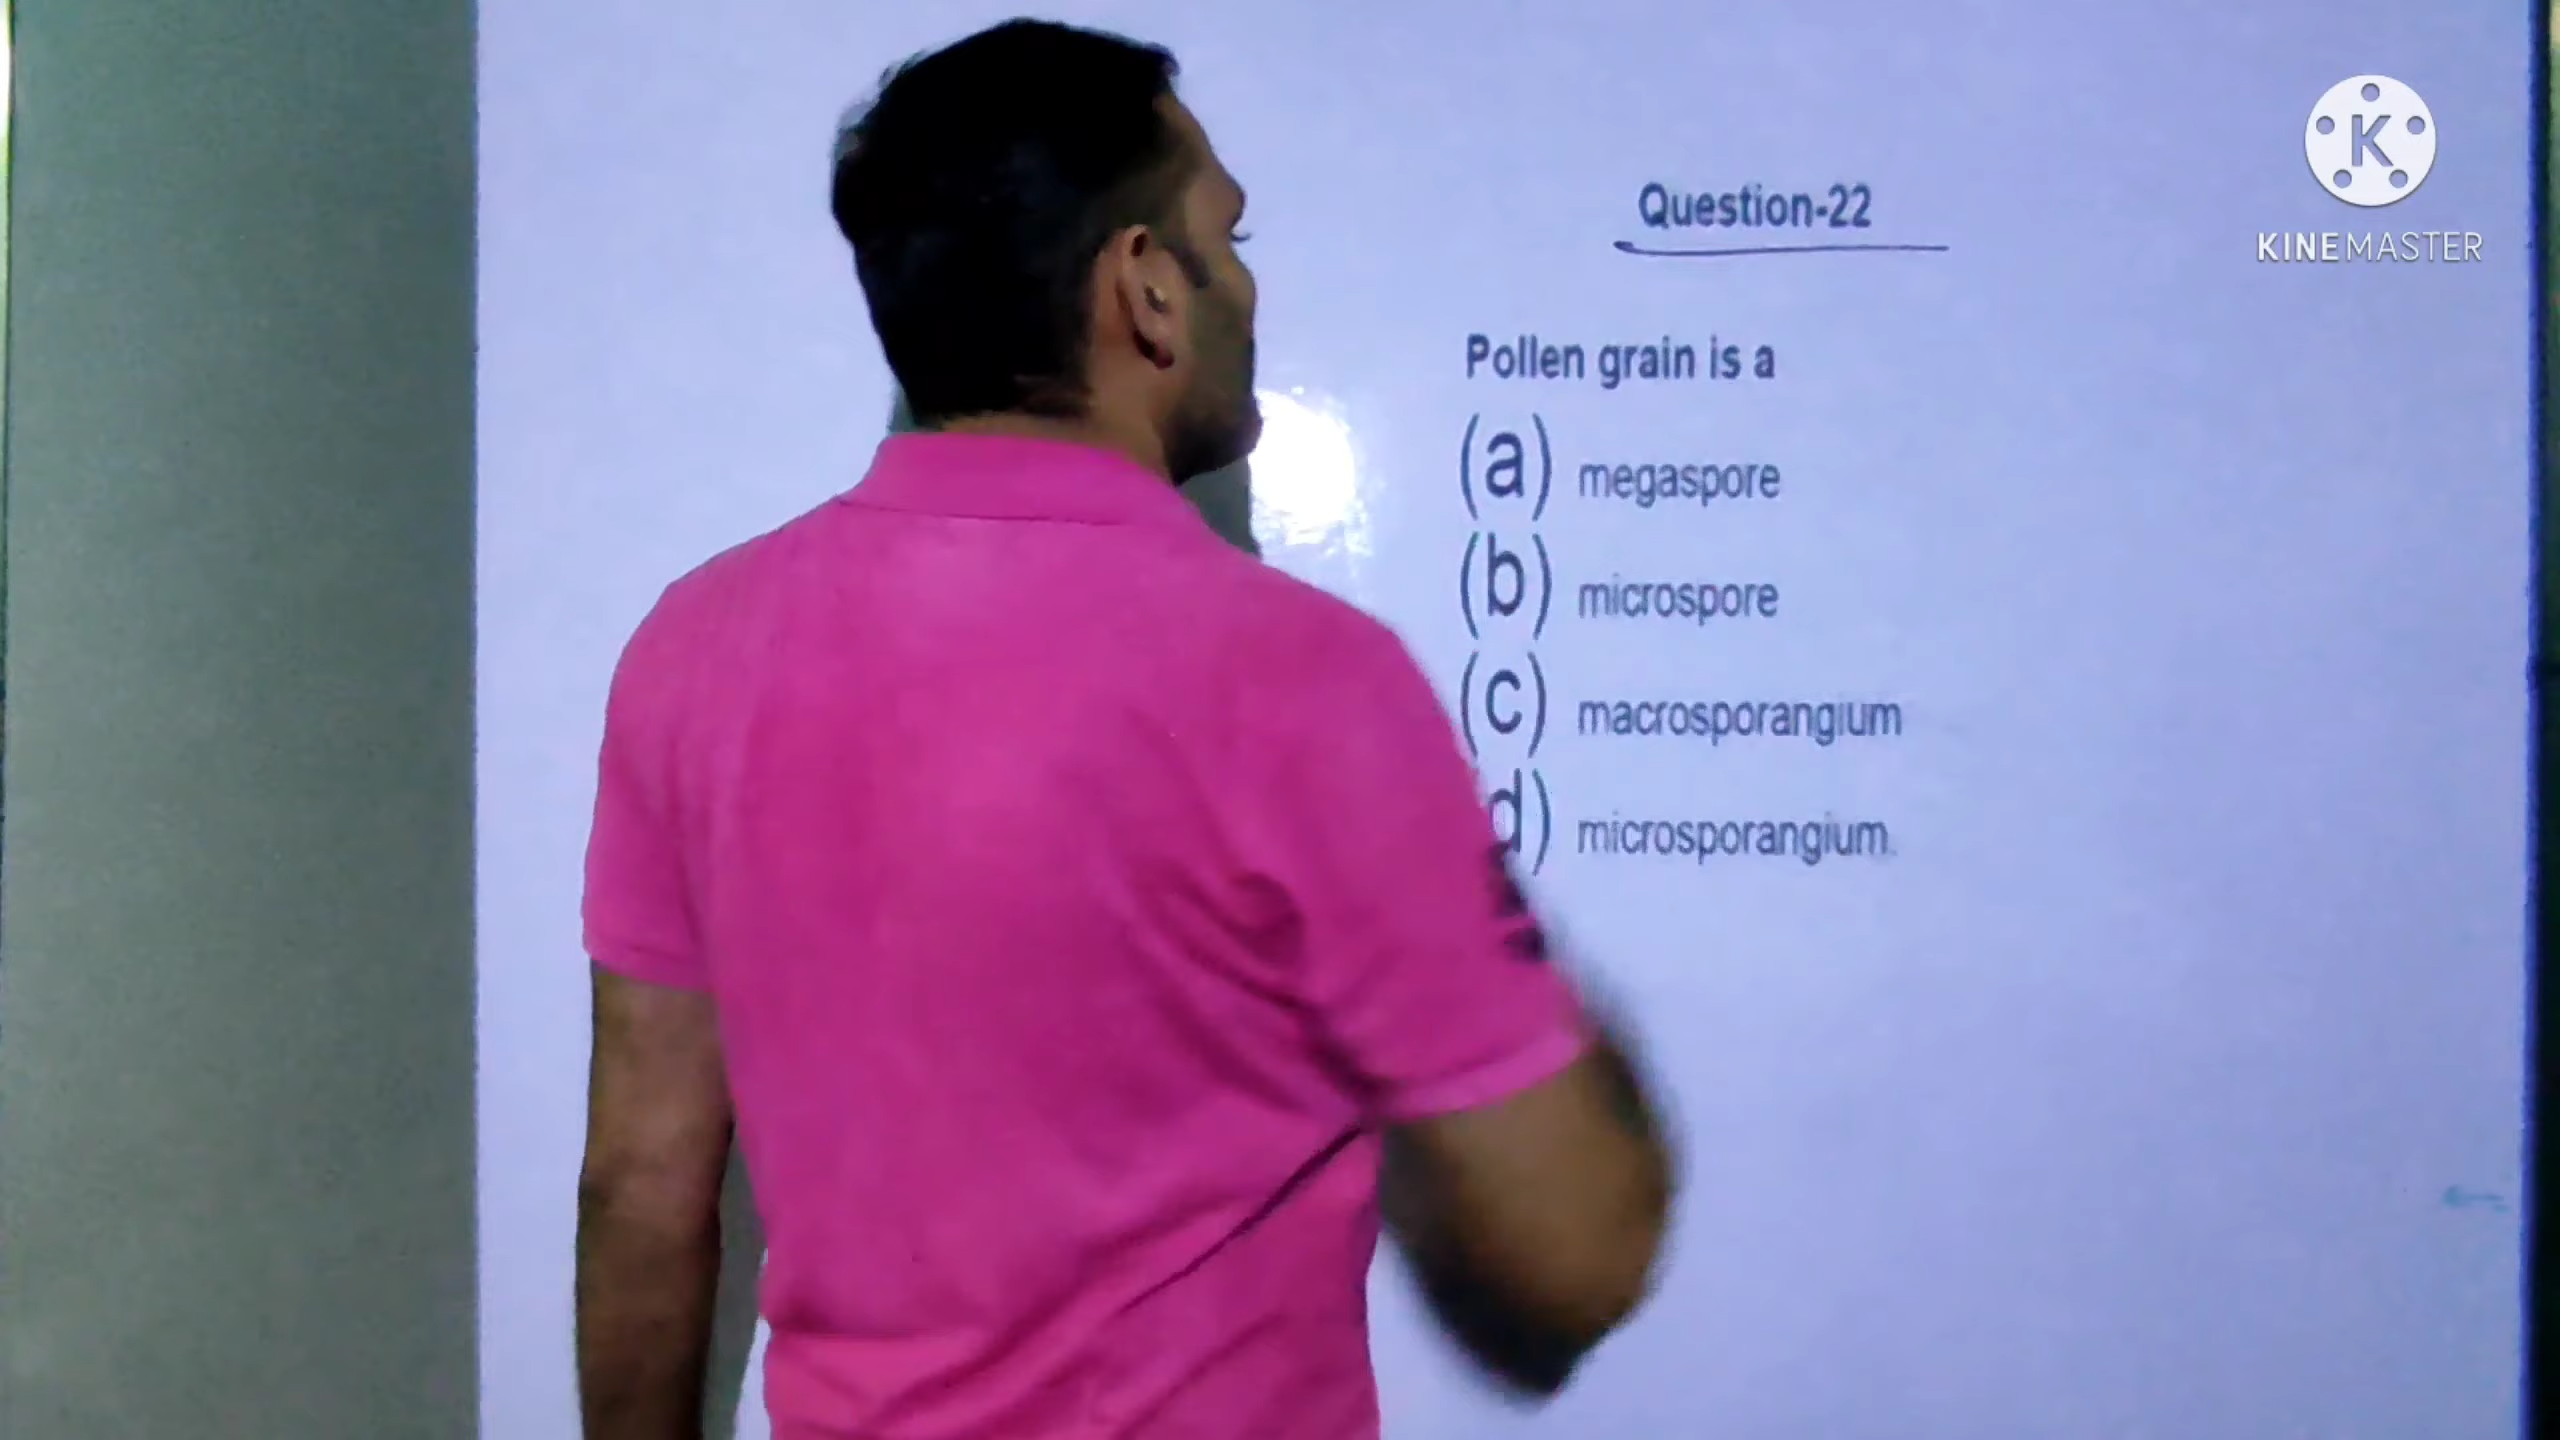 Question-22
Pollen grain is a
(a) megaspore
(b) microspore
(c) macrosporangium
d) microsporangium.
K
KINEMASTER